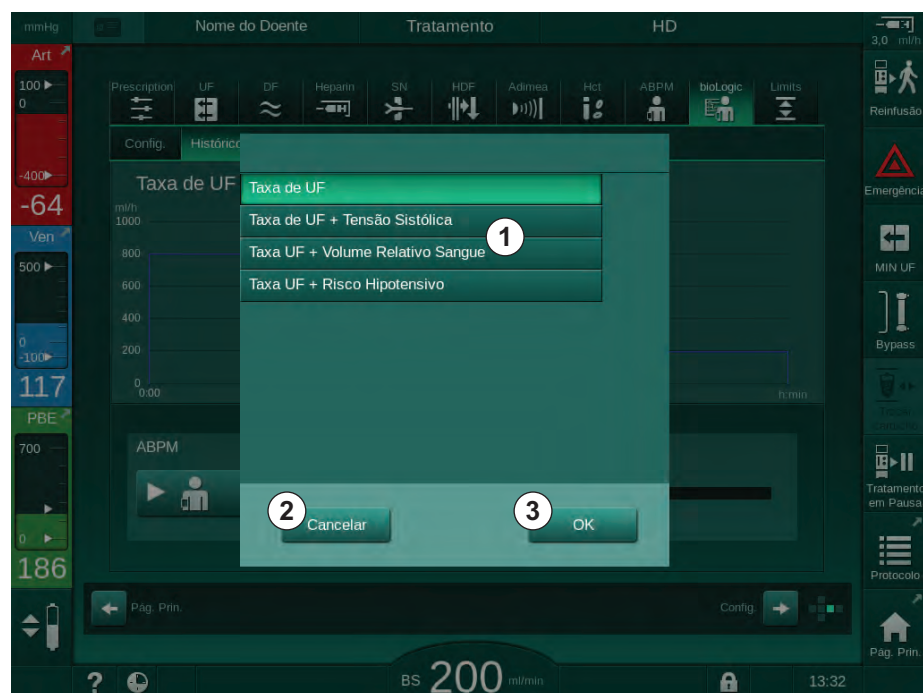 mmHg
Nome do Doente
Tratamento
HD
3,0 ml/h
Art
100
0
-400
-64
Ven
500
0
-100
117
PBE
700
0
186
Prescription
UF
DF
Heparin
SN
HDF
Adimea
Hct
ABPM
bioLogic
Limits
Config.
Histórico
Taxa de UF
ml/h
1000
800
600
400
200
0
0:00
h:min
Taxa de UF
Taxa de UF + Tensão Sistólica
Taxa UF + Volume Relativo Sangue
Taxa UF + Risco Hipotensivo
1
ABPM
2
Cancelar
3
OK
Pág. Prin.
Config.
Reinfusão
Emergência
MIN UF
Bypass
Tratamento
em Pausa
Protocolo
Pág. Prin.
?
BS 200 ml/min
13:32